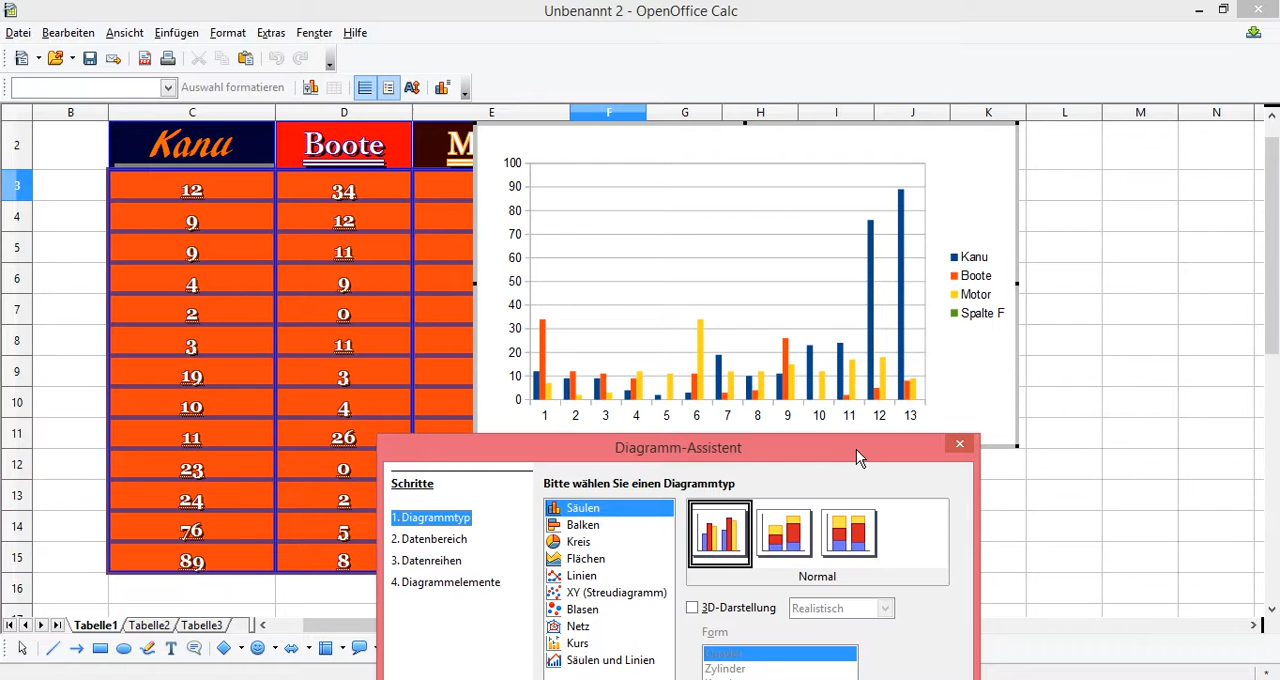 Unbenannt 2 - OpenOffice Calc
Datei Bearbeiten Ansicht Einfügen Format Extras Fenster Hilfe
Auswahl formatieren
B C D E F G H I J K L M N
2 Kanu Boote M
3 12 34
4 9 12
5 9 11
6 4 9
7 2 0
8 3 11
9 19 3
10 10 4
11 11 26
12 23 0
13 24 2
14 76 5
15 89 8
16
100
90
80
70
60
50
40
30
20
10
0
1 2 3 4 5 6 7 8 9 10 11 12 13
Kanu
Boote
Motor
Spalte F
Diagramm-Assistent
Schritte
1.Diagrammtyp
2.Datenbereich
3.Datenreihen
4.Diagrammelemente
Bitte wählen Sie einen Diagrammtyp
Säulen
Balken
Kreis
Flächen
Linien
XY (Streudiagramm)
Blasen
Netz
Kurs
Säulen und Linien
Normal
3D-Darstellung Realistisch
Form
Zylinder
Tabelle1 Tabelle2 Tabelle3